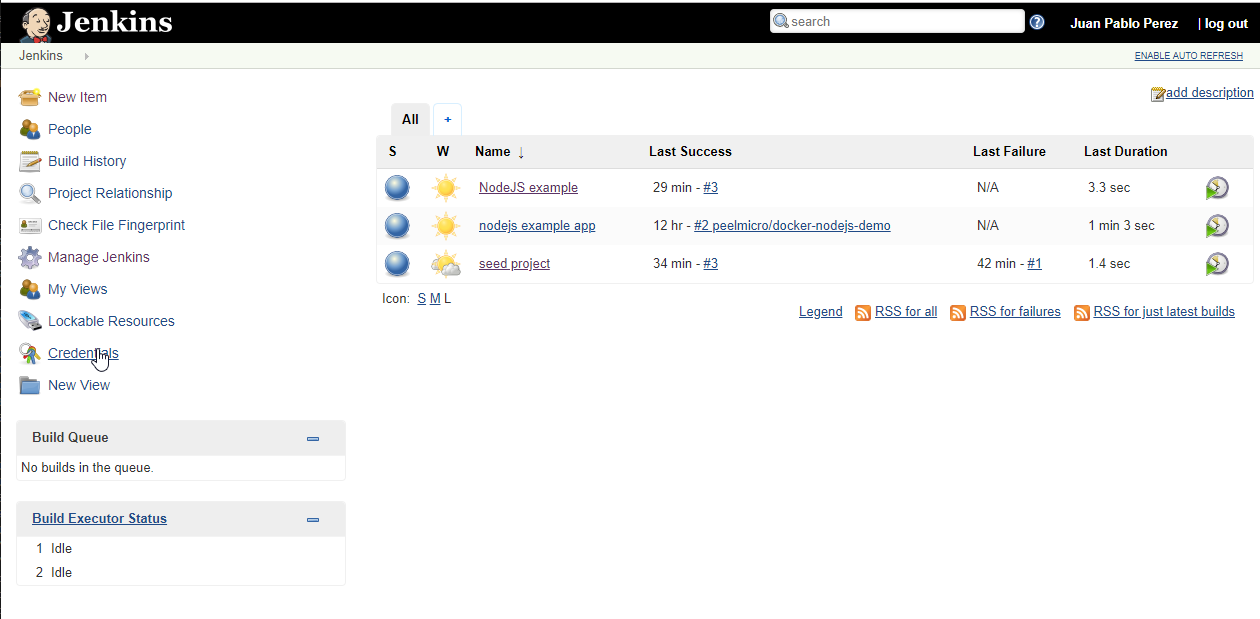 Jenkins
search
Juan Pablo Perez | log out
Jenkins
ENABLE AUTO REFRESH
New Item
People
Build History
Project Relationship
Check File Fingerprint
Manage Jenkins
My Views
Lockable Resources
Credentials
New View
Build Queue
No builds in the queue.
Build Executor Status
1 Idle
2 Idle
add description
All +
S W Name ↓ Last Success Last Failure Last Duration
NodeJS example 29 min - #3 N/A 3.3 sec
nodejs example app 12 hr - #2 peelmicro/docker-nodejs-demo N/A 1 min 3 sec
seed project 34 min - #3 42 min - #1 1.4 sec
Icon: S M L
Legend RSS for all RSS for failures RSS for just latest builds